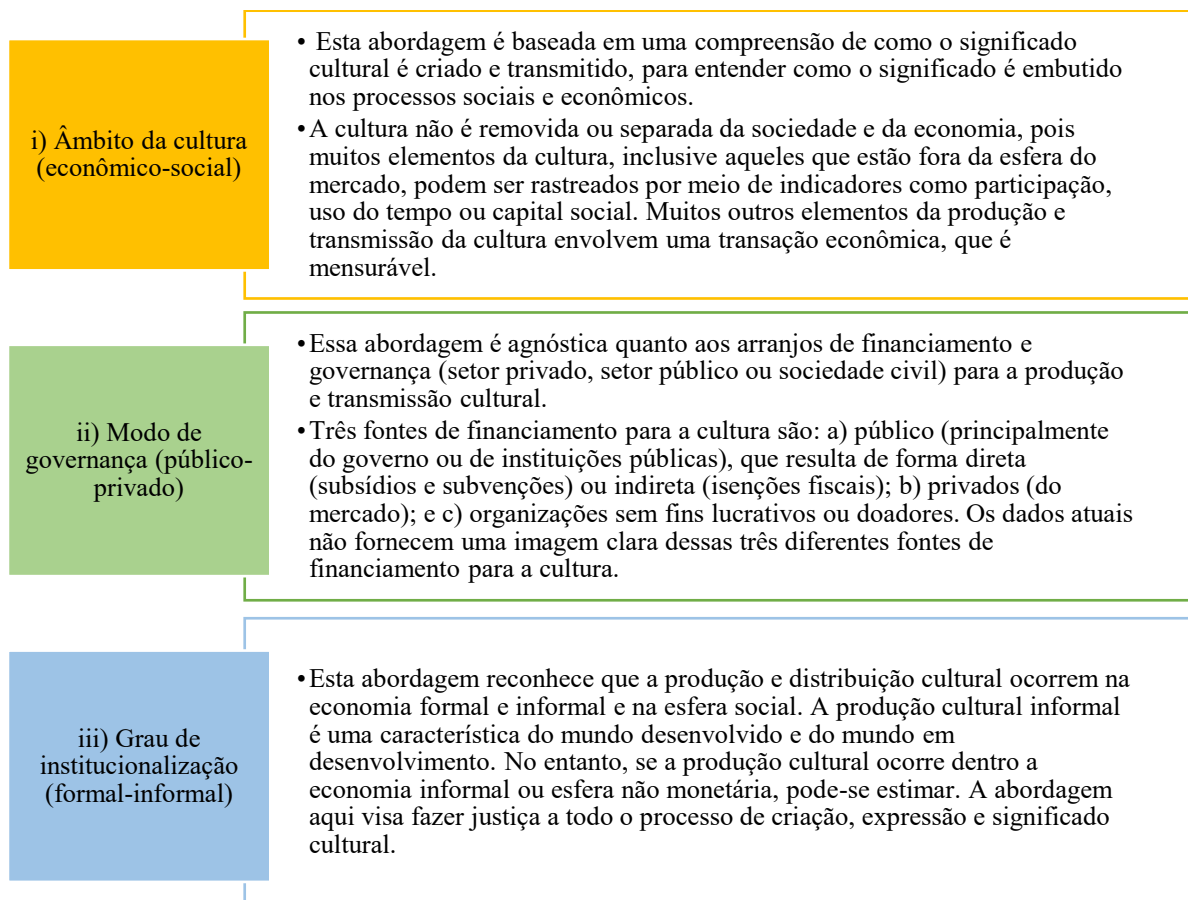 i) Âmbito da cultura
(econômico-social)
• Esta abordagem é baseada em uma compreensão de como o significado
cultural é criado e transmitido, para entender como o significado é embutido
nos processos sociais e econômicos.
• A cultura não é removida ou separada da sociedade e da economia, pois
muitos elementos da cultura, inclusive aqueles que estão fora da esfera do
mercado, podem ser rastreados por meio de indicadores como participação,
uso do tempo ou capital social. Muitos outros elementos da produção e
transmissão da cultura envolvem uma transação econômica, que é
mensurável.
ii) Modo de
governança (público-
privado)
• Essa abordagem é agnóstica quanto aos arranjos de financiamento e
governança (setor privado, setor público ou sociedade civil) para a produção
e transmissão cultural.
• Três fontes de financiamento para a cultura são: a) público (principalmente
do governo ou de instituições públicas), que resulta de forma direta
(subsídios e subvenções) ou indireta (isenções fiscais); b) privados (do
mercado); e c) organizações sem fins lucrativos ou doadores. Os dados atuais
não fornecem uma imagem clara dessas três diferentes fontes de
financiamento para a cultura.
iii) Grau de
institucionalização
(formal-informal)
• Esta abordagem reconhece que a produção e distribuição cultural ocorrem na
economia formal e informal e na esfera social. A produção cultural informal
é uma característica do mundo desenvolvido e do mundo em
desenvolvimento. No entanto, se a produção cultural ocorre dentro a
economia informal ou esfera não monetária, pode-se estimar. A abordagem
aqui visa fazer justiça a todo o processo de criação, expressão e significado
cultural.